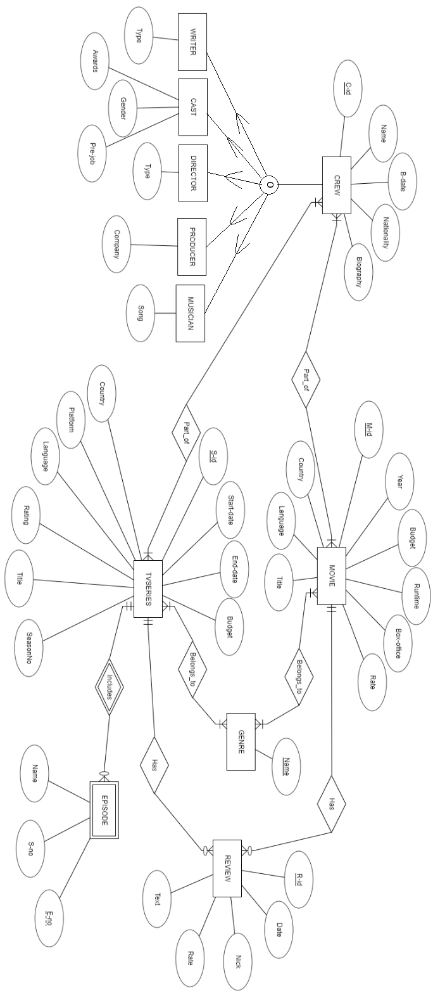 WRITER
Type
CAST
Awards
Gender
Pre-job
DIRECTOR
Type
PRODUCER
Company
MUSICIAN
Song
O
CREW
C-id
Name
B-date
Nationality
Biography
Part_of
Part_of
MOVIE
M-id
Year
Budget
Runtime
Box-office
Rate
Country
Language
Title
TVSERIES
S-id
Start-date
End-date
Budget
Country
Platform
Language
Rating
Title
SeasonNo
Belongs_to
Belongs_to
GENRE
Name
Includes
EPISODE
Name
S-no
E-no
Has
Has
REVIEW
R-id
Date
Nick
Rate
Text